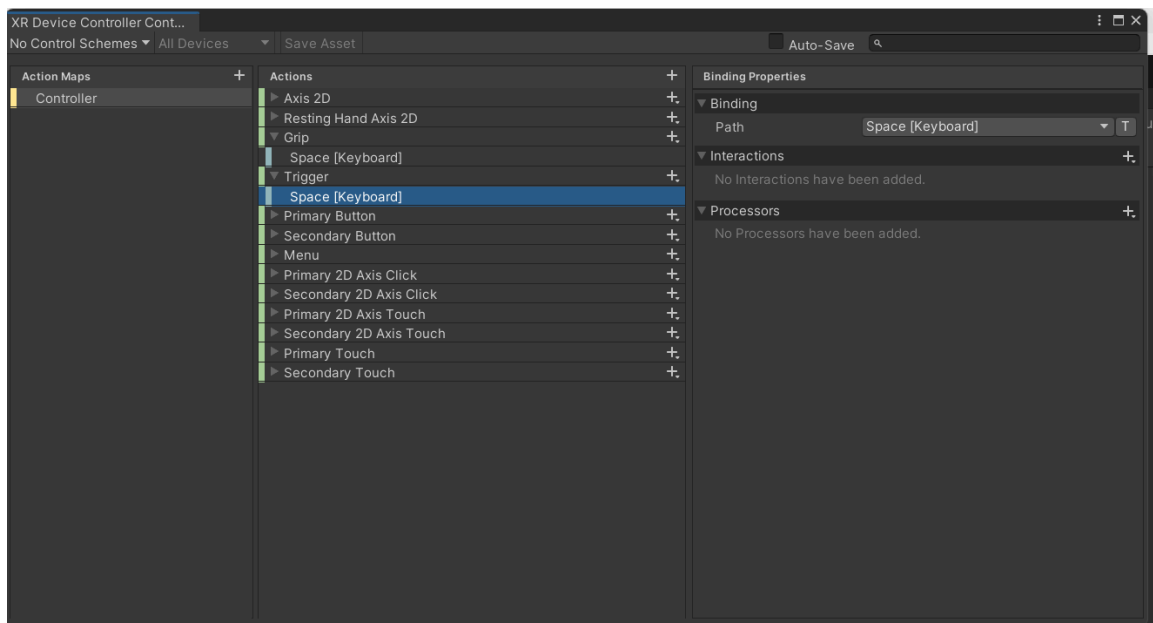 XR Device Controller Cont...
No Control Schemes All Devices Save Asset Auto-Save
Action Maps
Controller
Actions
Axis 2D
Resting Hand Axis 2D
Grip
Space [Keyboard]
Trigger
Space [Keyboard]
Primary Button
Secondary Button
Menu
Primary 2D Axis Click
Secondary 2D Axis Click
Primary 2D Axis Touch
Secondary 2D Axis Touch
Primary Touch
Secondary Touch
Binding Properties
Binding
Path Space [Keyboard] T
Interactions
No Interactions have been added.
Processors
No Processors have been added.